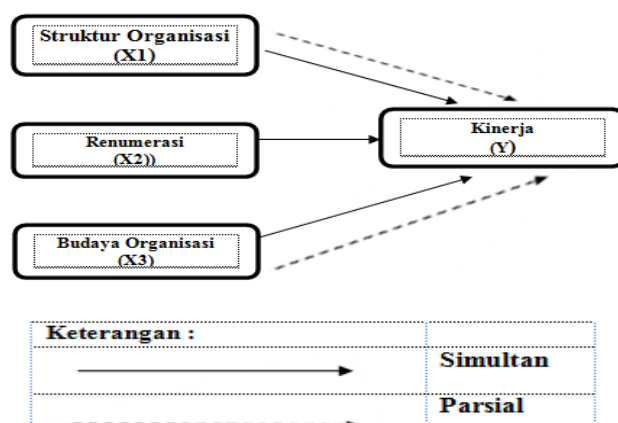 Struktur Organisasi
(X1)
Renumerasi
(X2))
Kinerja
(Y)
Budaya Organisasi
(X3)
Keterangan :
Simultan
Parsial